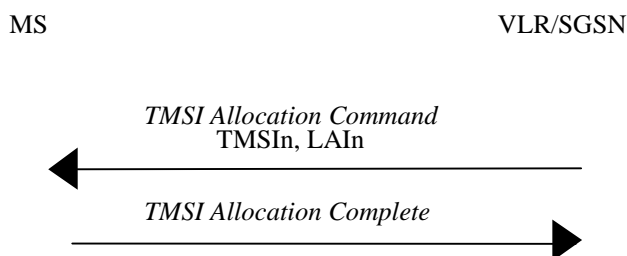 MS VLR/SGSN
TMSI Allocation Command
TMSIn, LAIn
TMSI Allocation Complete